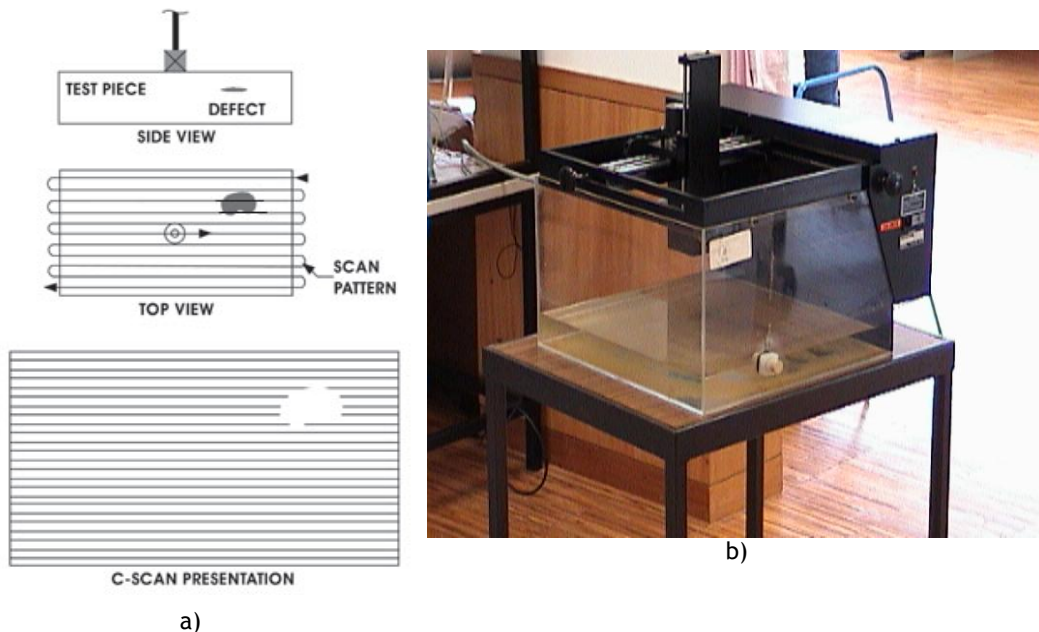 TEST PIECE
DEFECT
SIDE VIEW
SCAN
PATTERN
TOP VIEW
C-SCAN PRESENTATION
a)
b)